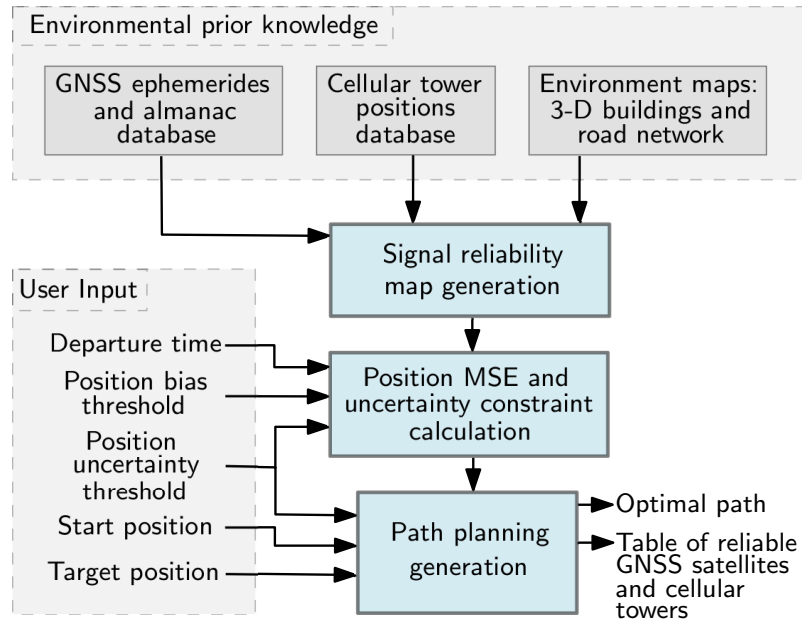 Environmental prior knowledge
GNSS ephemerides
and almanac
database
Cellular tower
positions
database
Environment maps:
3-D buildings and
road network
Signal reliability
map generation
User Input
Departure time
Position bias
threshold
Position
uncertainty
threshold
Start position
Target position
Position MSE and
uncertainty constraint
calculation
Path planning
generation
Optimal path
Table of reliable
GNSS satellites
and cellular
towers